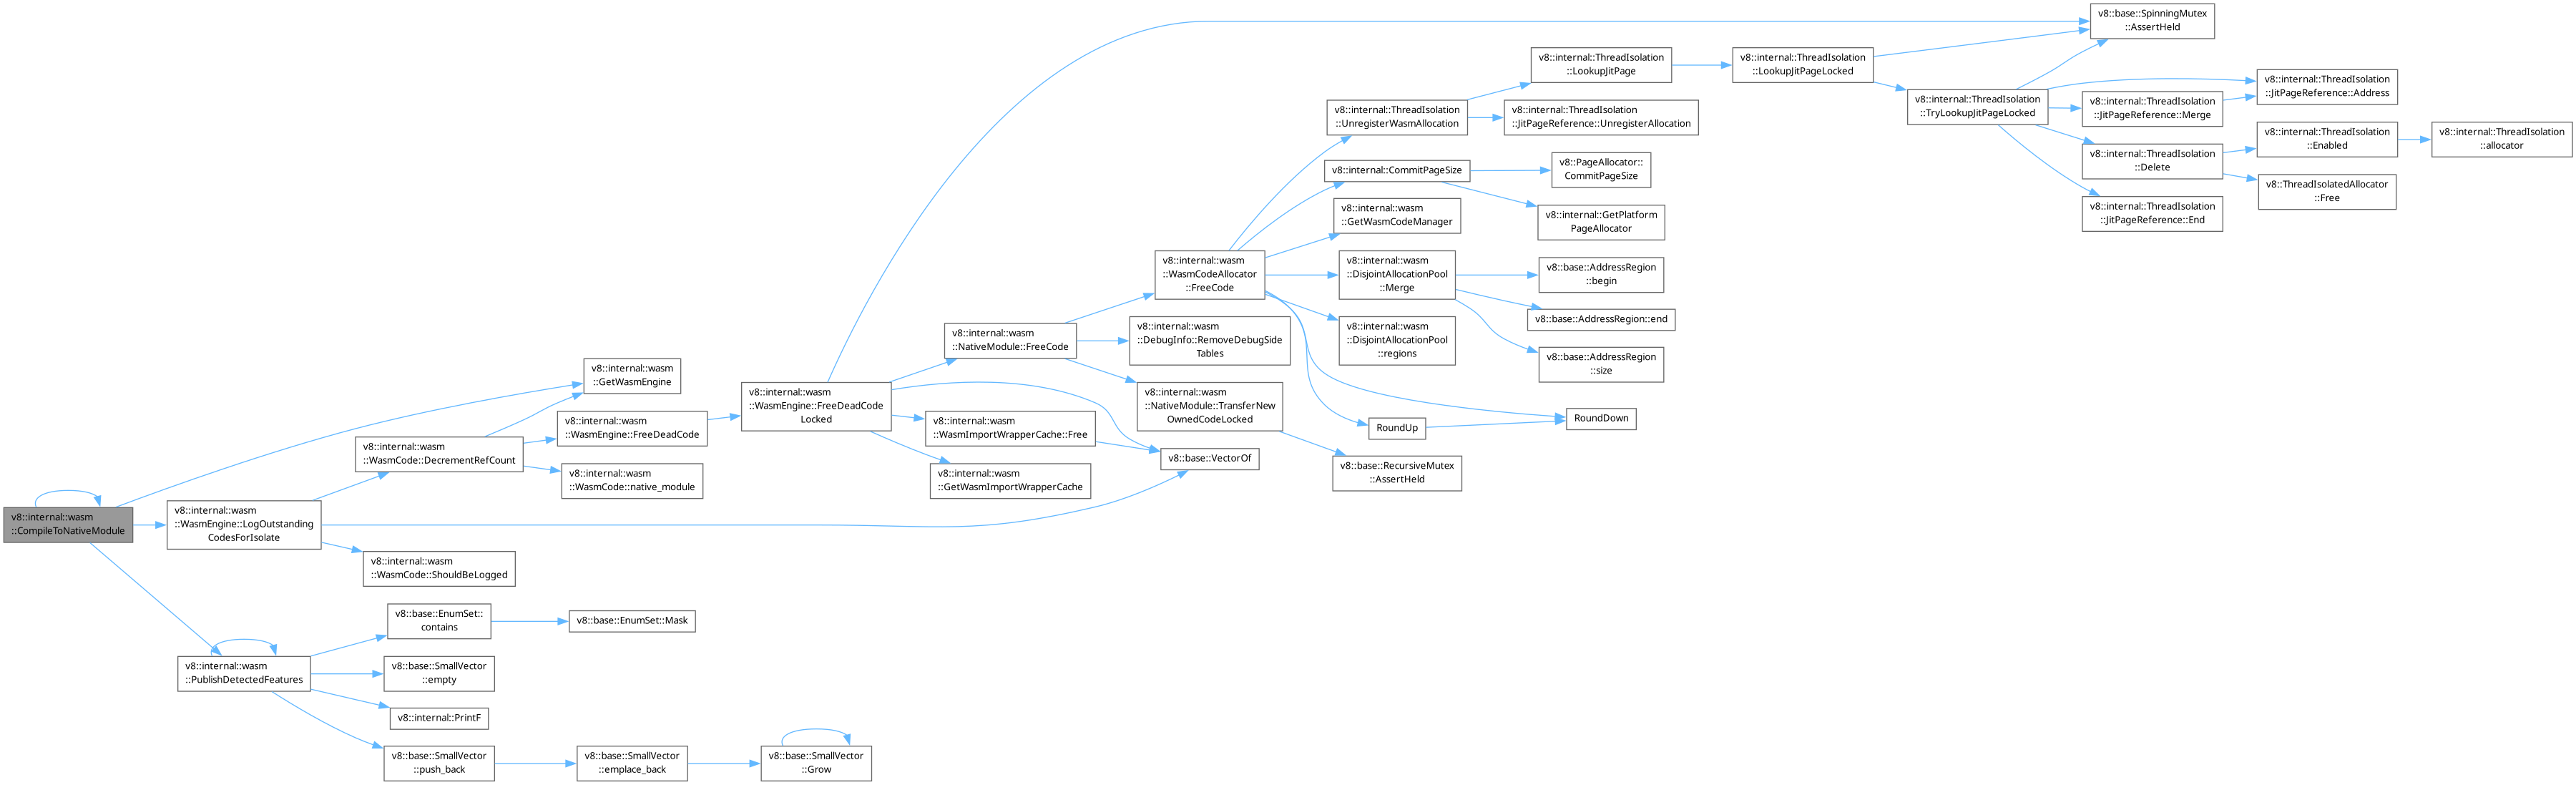 v8::internal::wasm
::CompileToNativeModule
v8::internal::wasm
::GetWasmEngine
v8::internal::wasm
::WasmEngine::LogOutstanding
CodesForIsolate
v8::internal::wasm
::WasmCode::DecrementRefCount
v8::internal::wasm
::WasmEngine::FreeDeadCode
v8::internal::wasm
::WasmCode::native_module
v8::internal::wasm
::WasmCode::ShouldBeLogged
v8::internal::wasm
::WasmEngine::FreeDeadCode
Locked
v8::internal::wasm
::NativeModule::FreeCode
v8::internal::wasm
::WasmImportWrapperCache::Free
v8::internal::wasm
::GetWasmImportWrapperCache
v8::base::VectorOf
v8::internal::wasm
::WasmCodeAllocator
::FreeCode
v8::internal::wasm
::DebugInfo::RemoveDebugSide
Tables
v8::internal::wasm
::NativeModule::TransferNew
OwnedCodeLocked
v8::base::RecursiveMutex
::AssertHeld
v8::internal::ThreadIsolation
::UnregisterWasmAllocation
v8::internal::CommitPageSize
v8::internal::wasm
::GetWasmCodeManager
v8::internal::wasm
::DisjointAllocationPool
::Merge
v8::internal::wasm
::DisjointAllocationPool
::regions
RoundUp
RoundDown
v8::internal::ThreadIsolation
::LookupJitPage
v8::internal::ThreadIsolation
::JitPageReference::UnregisterAllocation
v8::PageAllocator::
CommitPageSize
v8::internal::GetPlatform
PageAllocator
v8::base::AddressRegion
::begin
v8::base::AddressRegion::end
v8::base::AddressRegion
::size
v8::internal::ThreadIsolation
::LookupJitPageLocked
v8::internal::ThreadIsolation
::TryLookupJitPageLocked
v8::base::SpinningMutex
::AssertHeld
v8::internal::ThreadIsolation
::JitPageReference::Address
v8::internal::ThreadIsolation
::JitPageReference::Merge
v8::internal::ThreadIsolation
::Delete
v8::internal::ThreadIsolation
::JitPageReference::End
v8::internal::ThreadIsolation
::Enabled
v8::ThreadIsolatedAllocator
::Free
v8::internal::ThreadIsolation
::allocator
v8::internal::wasm
::PublishDetectedFeatures
v8::base::EnumSet::
contains
v8::base::EnumSet::Mask
v8::base::SmallVector
::empty
v8::internal::PrintF
v8::base::SmallVector
::push_back
v8::base::SmallVector
::emplace_back
v8::base::SmallVector
::Grow